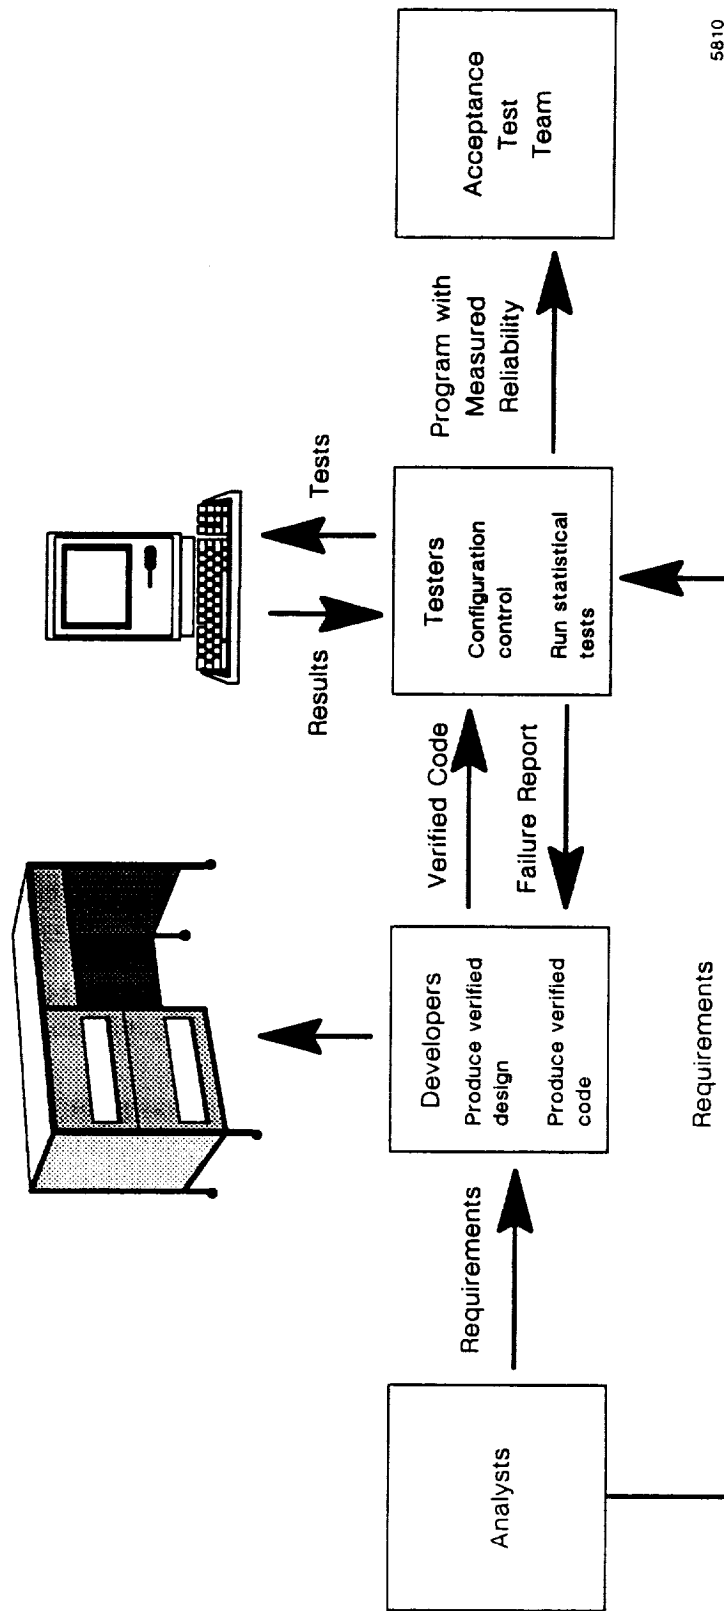 Analysts
Requirements
Developers
Produce verified
design
Produce verified
code
Verified Code
Failure Report
Results
Tests
Testers
Configuration
control
Run statistical
tests
Program with
Measured
Reliability
Acceptance
Test
Team
Requirements
5810